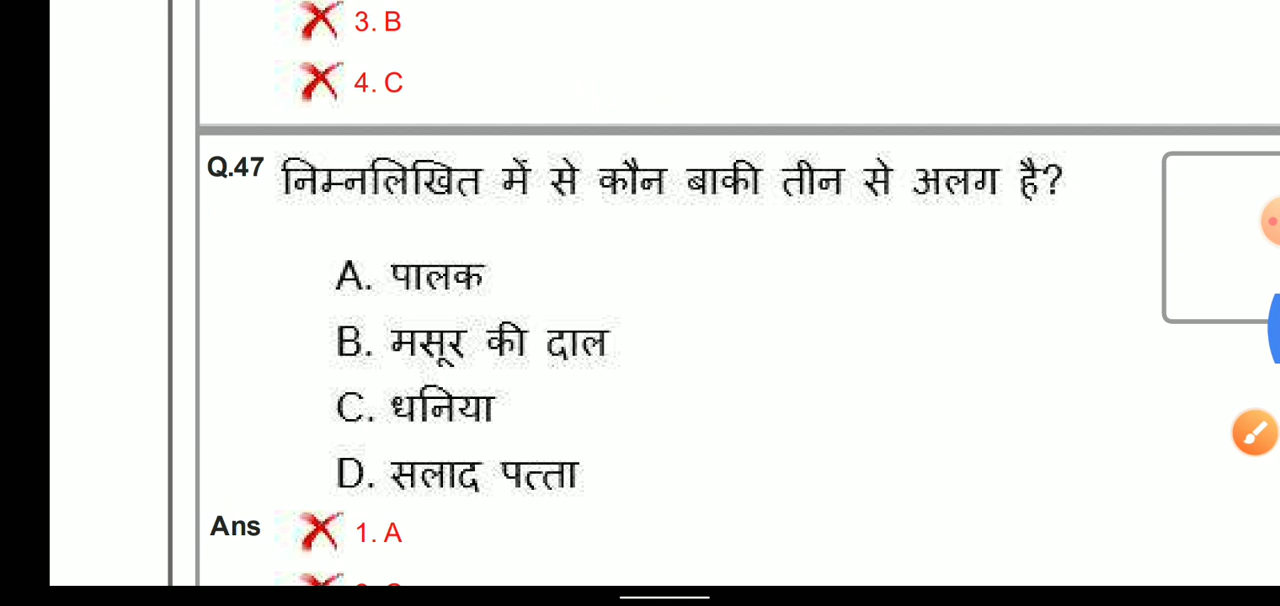 3. B
4. C
Q.47 निम्नलिखित में से कौन बाकी तीन से अलग है?
A. पालक
B. मसूर की दाल
C. धनिया
D. सलाद पत्ता
Ans 1. A